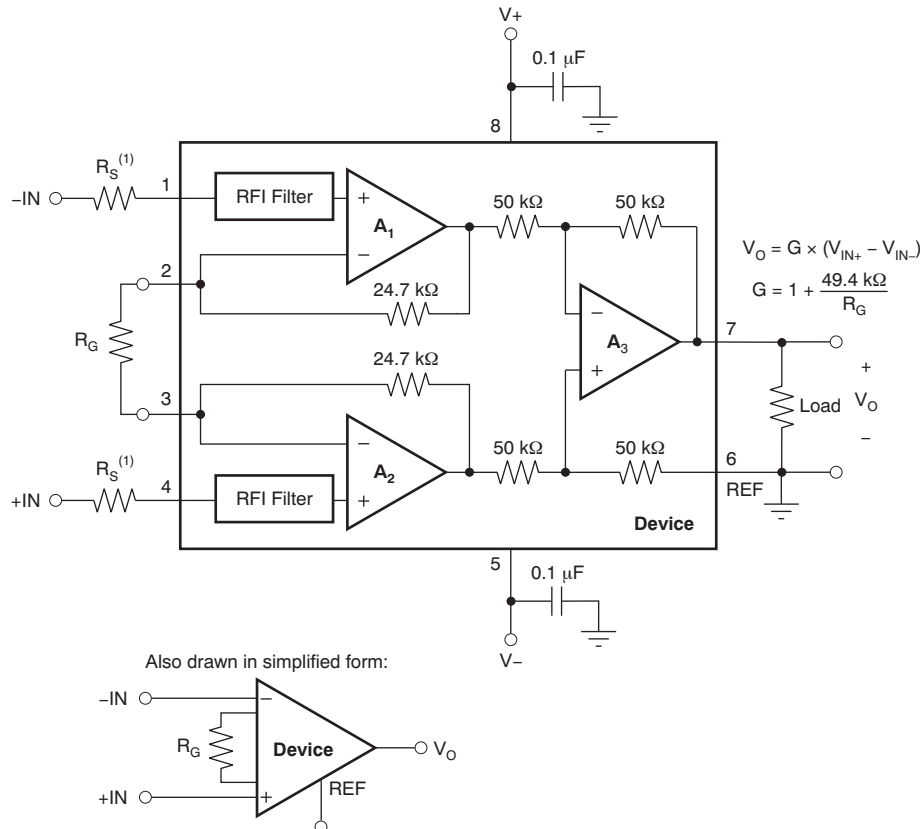 V+
0.1 μF
8
R_S^(1)
-IN
1
RFI Filter
+
A_1
−
50 kΩ
50 kΩ
V_O = G × (V_IN+ − V_IN−)
G = 1 + 49.4 kΩ / R_G
2
24.7 kΩ
R_G
−
A_3
+
7
24.7 kΩ
3
+
Load
V_O
−
−
A_2
+
50 kΩ
50 kΩ
6
REF
R_S^(1)
+IN
4
RFI Filter
Device
5
0.1 μF
V−
Also drawn in simplified form:
-IN
−
R_G
Device
V_O
+IN
+
REF